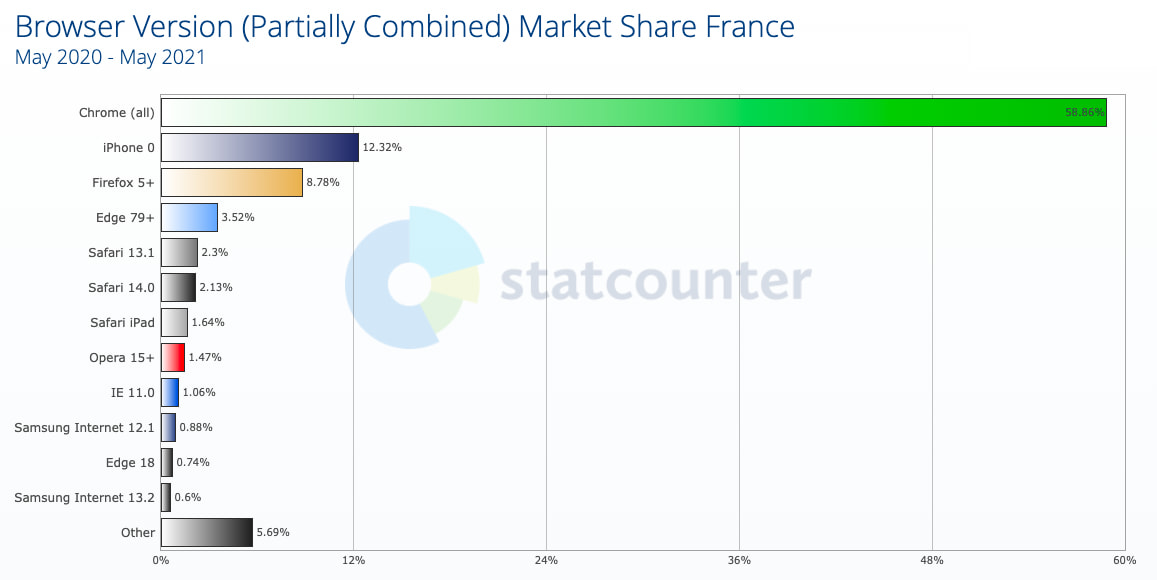 Browser Version (Partially Combined) Market Share France
May 2020 - May 2021
Chrome (all) 58.86%
iPhone 0 12.32%
Firefox 5+ 8.78%
Edge 79+ 3.52%
Safari 13.1 2.3%
Safari 14.0 2.13%
statcounter
Safari iPad 1.64%
Opera 15+ 1.47%
IE 11.0 1.06%
Samsung Internet 12.1 0.88%
Edge 18 0.74%
Samsung Internet 13.2 0.6%
Other 5.69%
0% 12% 24% 36% 48% 60%